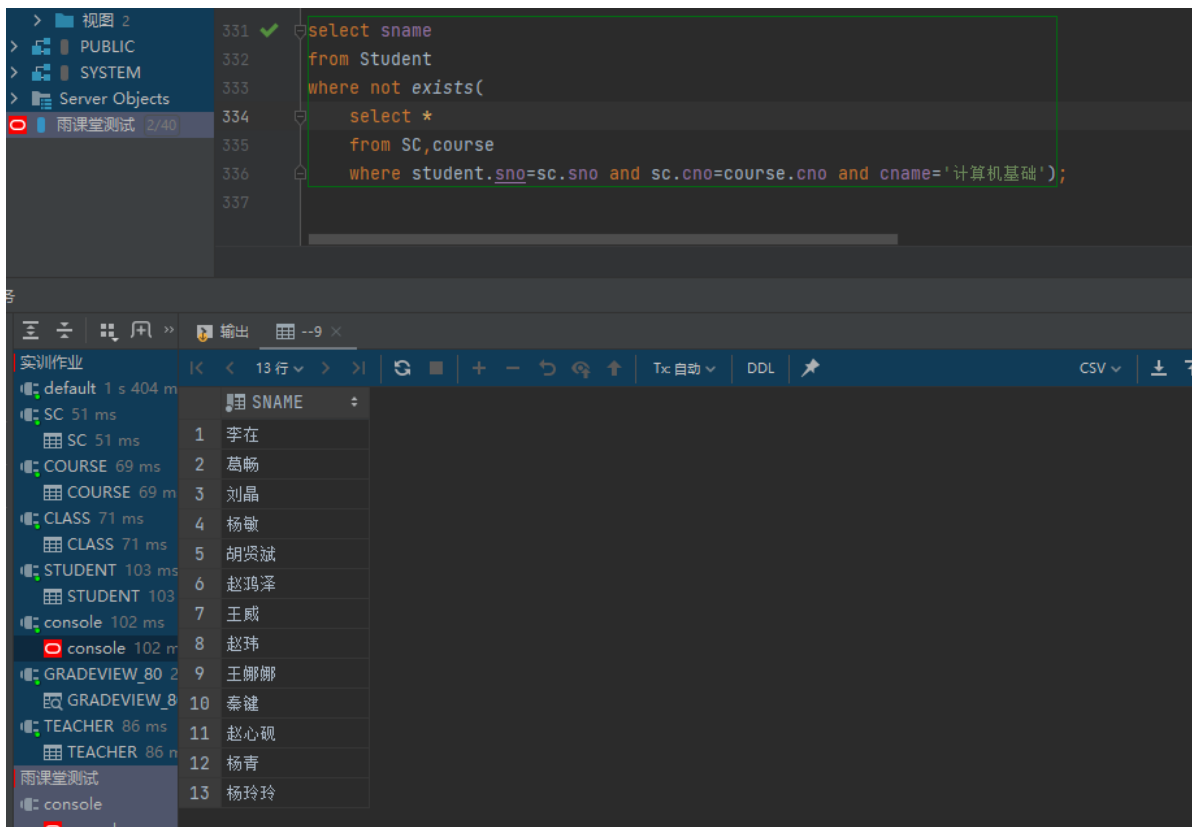 视图 2
PUBLIC
SYSTEM
Server Objects
雨课堂测试 2/40
331 select sname
332 from Student
333 where not exists(
334 select *
335 from SC,course
336 where student.sno=sc.sno and sc.cno=course.cno and cname='计算机基础');
337
务
输出 --9
实训作业
13 行 Tx: 自动 DDL CSV
default 1 s 404 m
SC 51 ms
SC 51 ms
COURSE 69 ms
COURSE 69 m
CLASS 71 ms
CLASS 71 ms
STUDENT 103 ms
STUDENT 103
console 102 ms
console 102 m
GRADEVIEW_80 2
GRADEVIEW_8
TEACHER 86 ms
TEACHER 86 m
雨课堂测试
console
SNAME
1 李在
2 葛畅
3 刘晶
4 杨敏
5 胡贤斌
6 赵鸿泽
7 王威
8 赵玮
9 王娜娜
10 秦键
11 赵心砚
12 杨青
13 杨玲玲